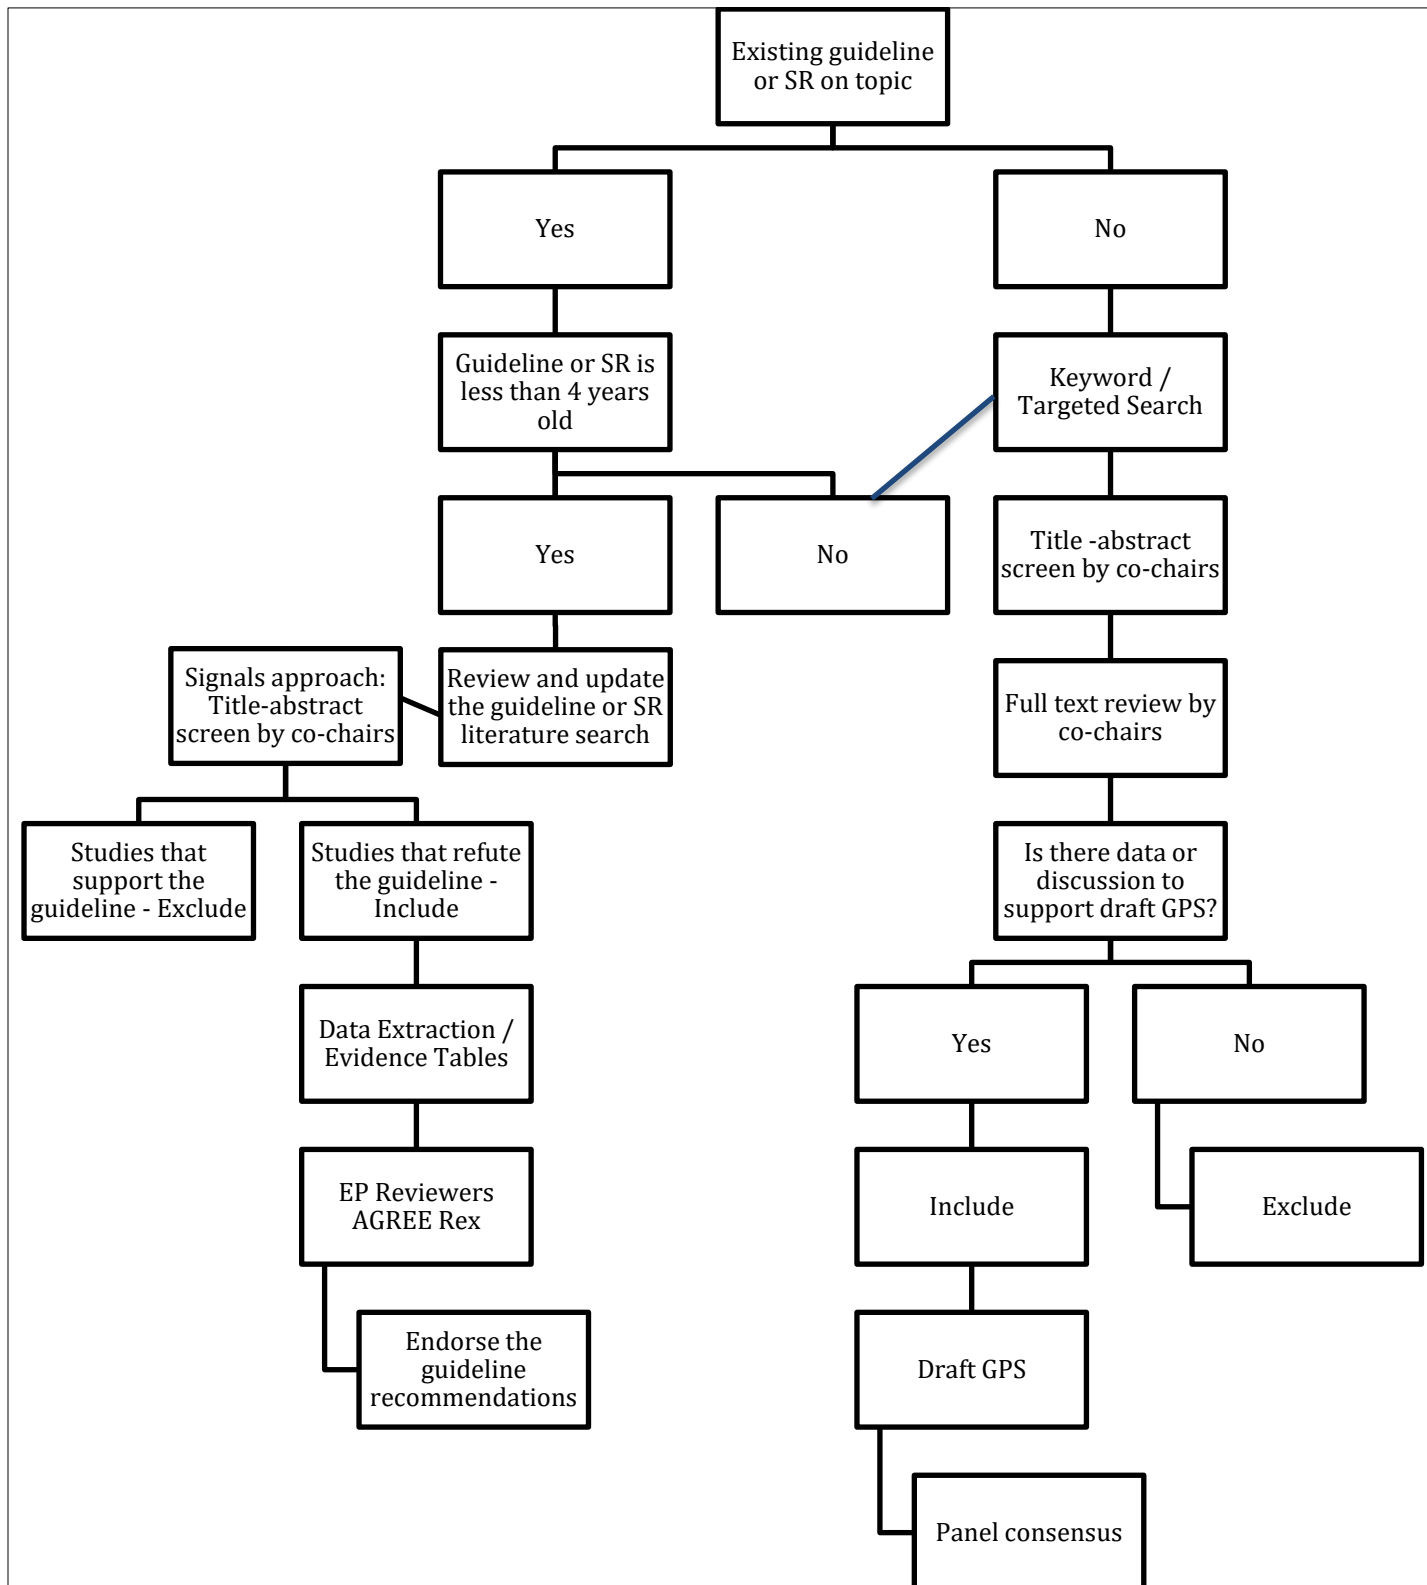 Existing guideline
or SR on topic
Yes
No
Guideline or SR is
less than 4 years
old
Keyword /
Targeted Search
Yes
No
Title -abstract
screen by co-chairs
Signals approach:
Title-abstract
screen by co-chairs
Review and update
the guideline or SR
literature search
Full text review by
co-chairs
Studies that
support the
guideline - Exclude
Studies that refute
the guideline -
Include
Is there data or
discussion to
support draft GPS?
Data Extraction /
Evidence Tables
Yes
No
EP Reviewers
AGREE Rex
Include
Exclude
Endorse the
guideline
recommendations
Draft GPS
Panel consensus